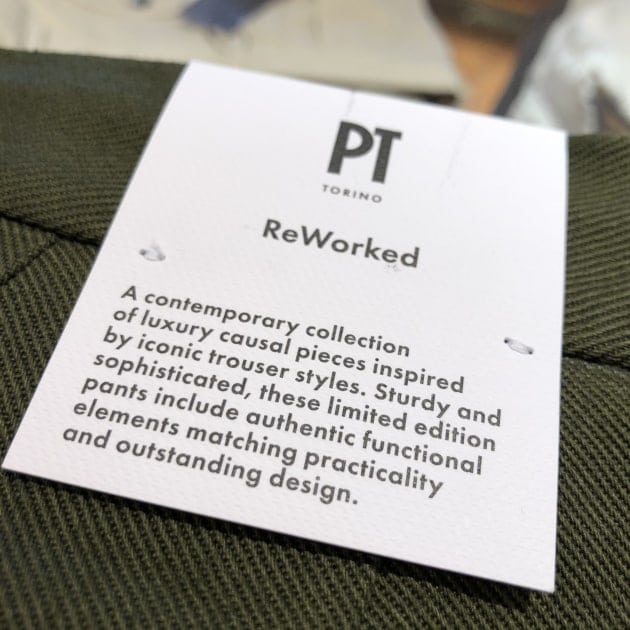 PT
TORINO
ReWorked
A contemporary collection
of luxury causal pieces inspired
by iconic trouser styles. Sturdy and
sophisticated, these limited edition
pants include authentic functional
elements matching practicality
and outstanding design.